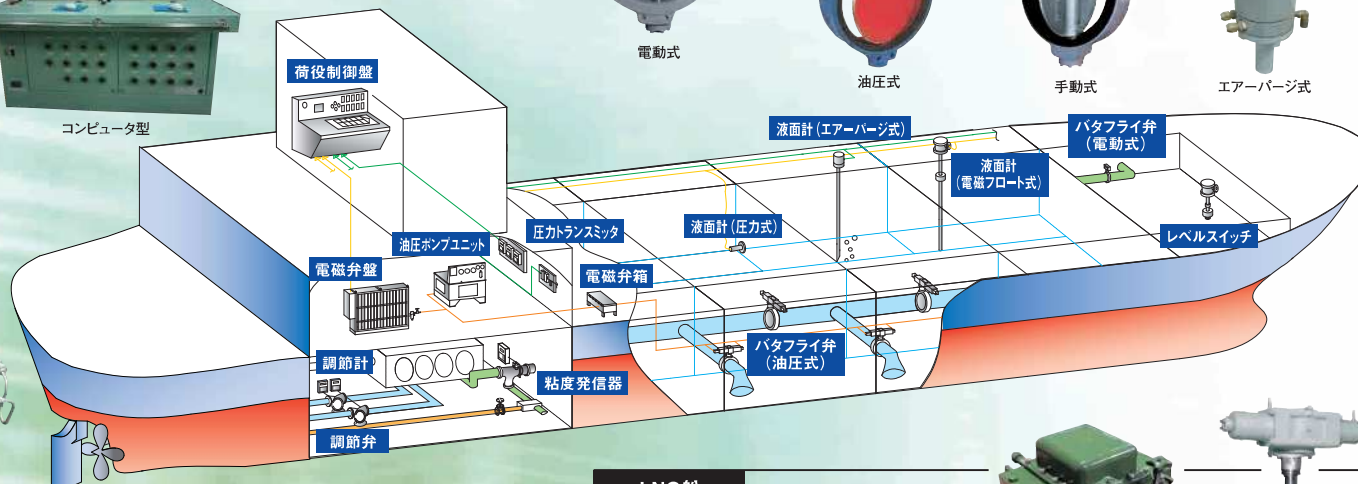 電動式
油圧式
手動式
エアーパージ式
コンピュータ型
荷役制御盤
液面計(エアーパージ式)
バタフライ弁
(電動式)
液面計
(電磁フロート式)
レベルスイッチ
液面計(圧力式)
圧力トランスミッタ
油圧ポンプユニット
電磁弁盤
電磁弁箱
バタフライ弁
(油圧式)
調節計
粘度発信器
調節弁